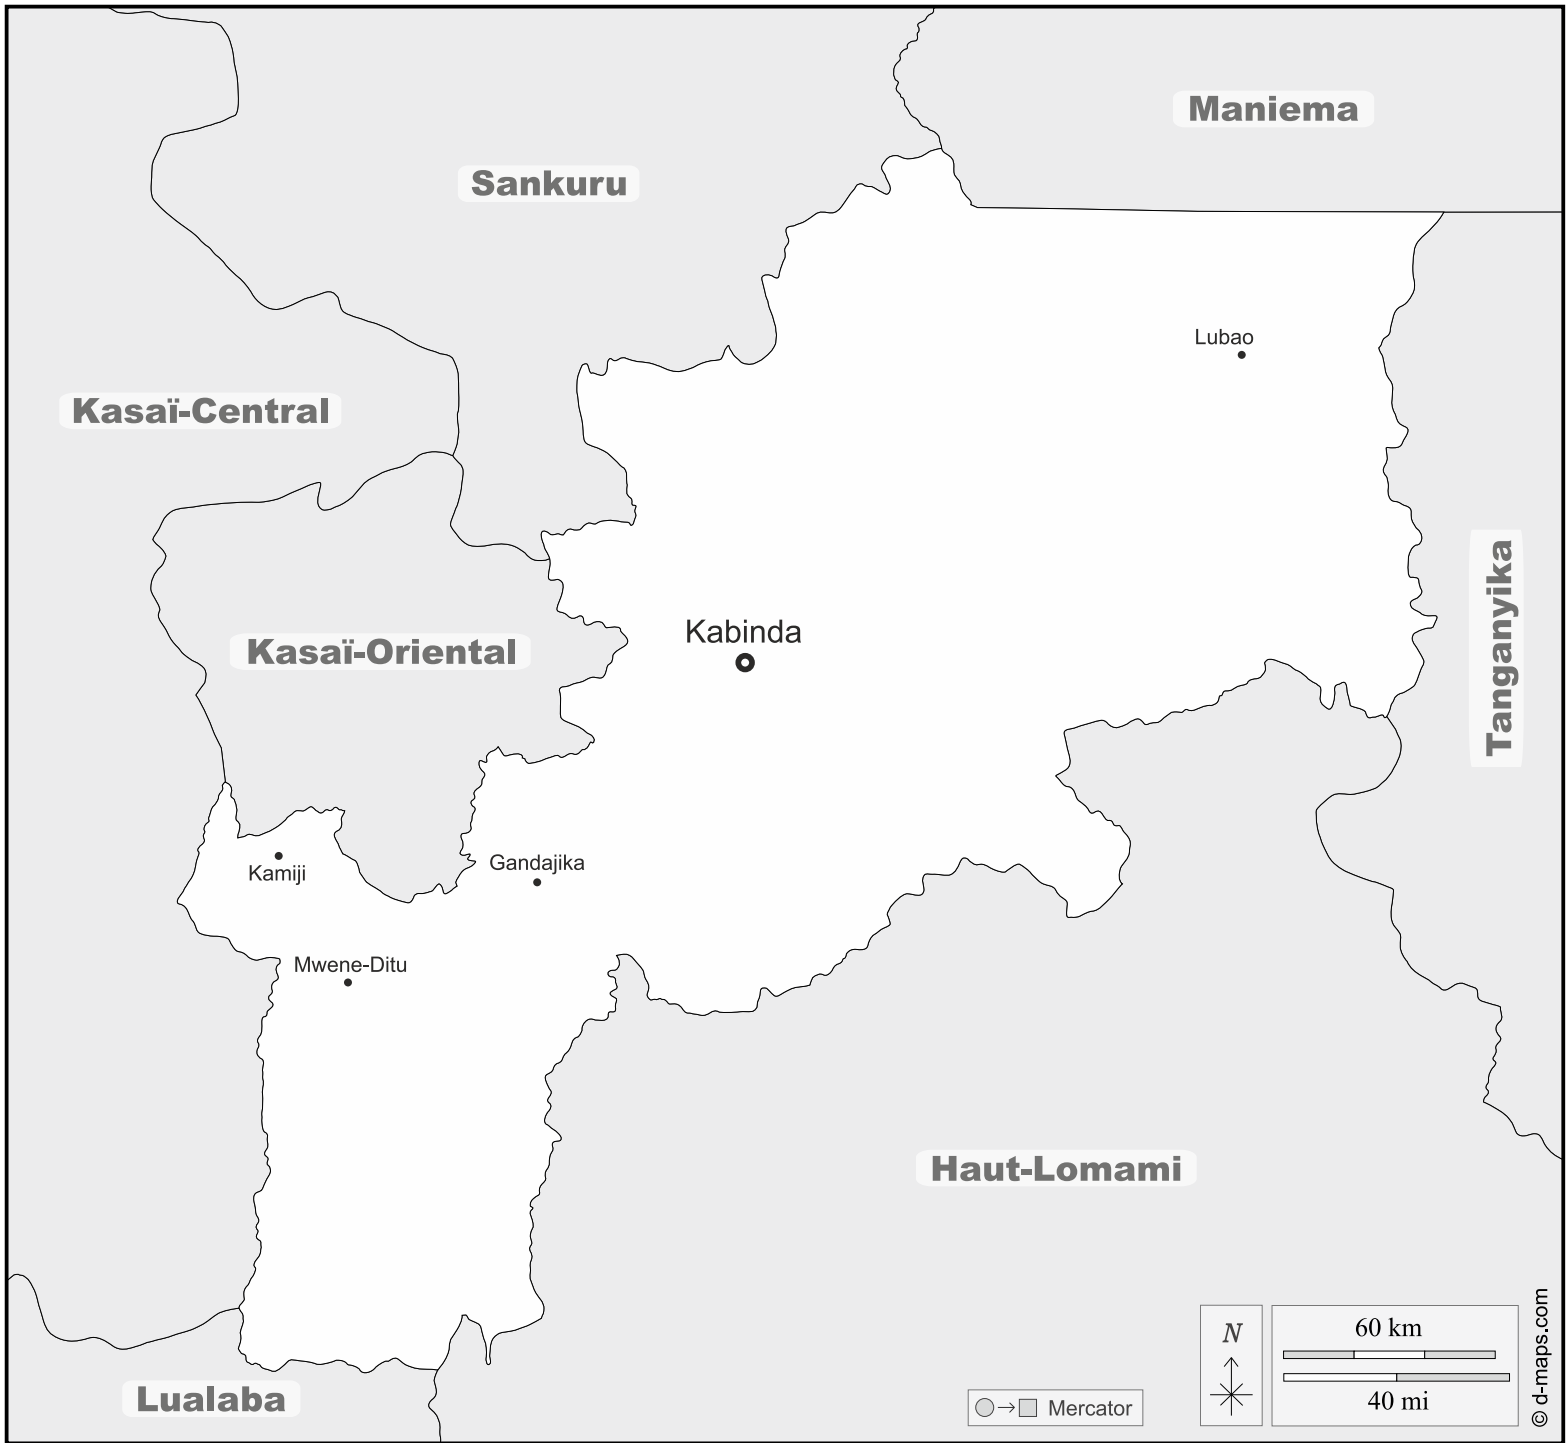 Maniema
Sankuru
Lubao
Kasaï-Central
Tanganyika
Kabinda
Kasaï-Oriental
Gandajika
Kamiji
Mwene-Ditu
Haut-Lomami
Lualaba
N
60 km
40 mi
Mercator
© d-maps.com